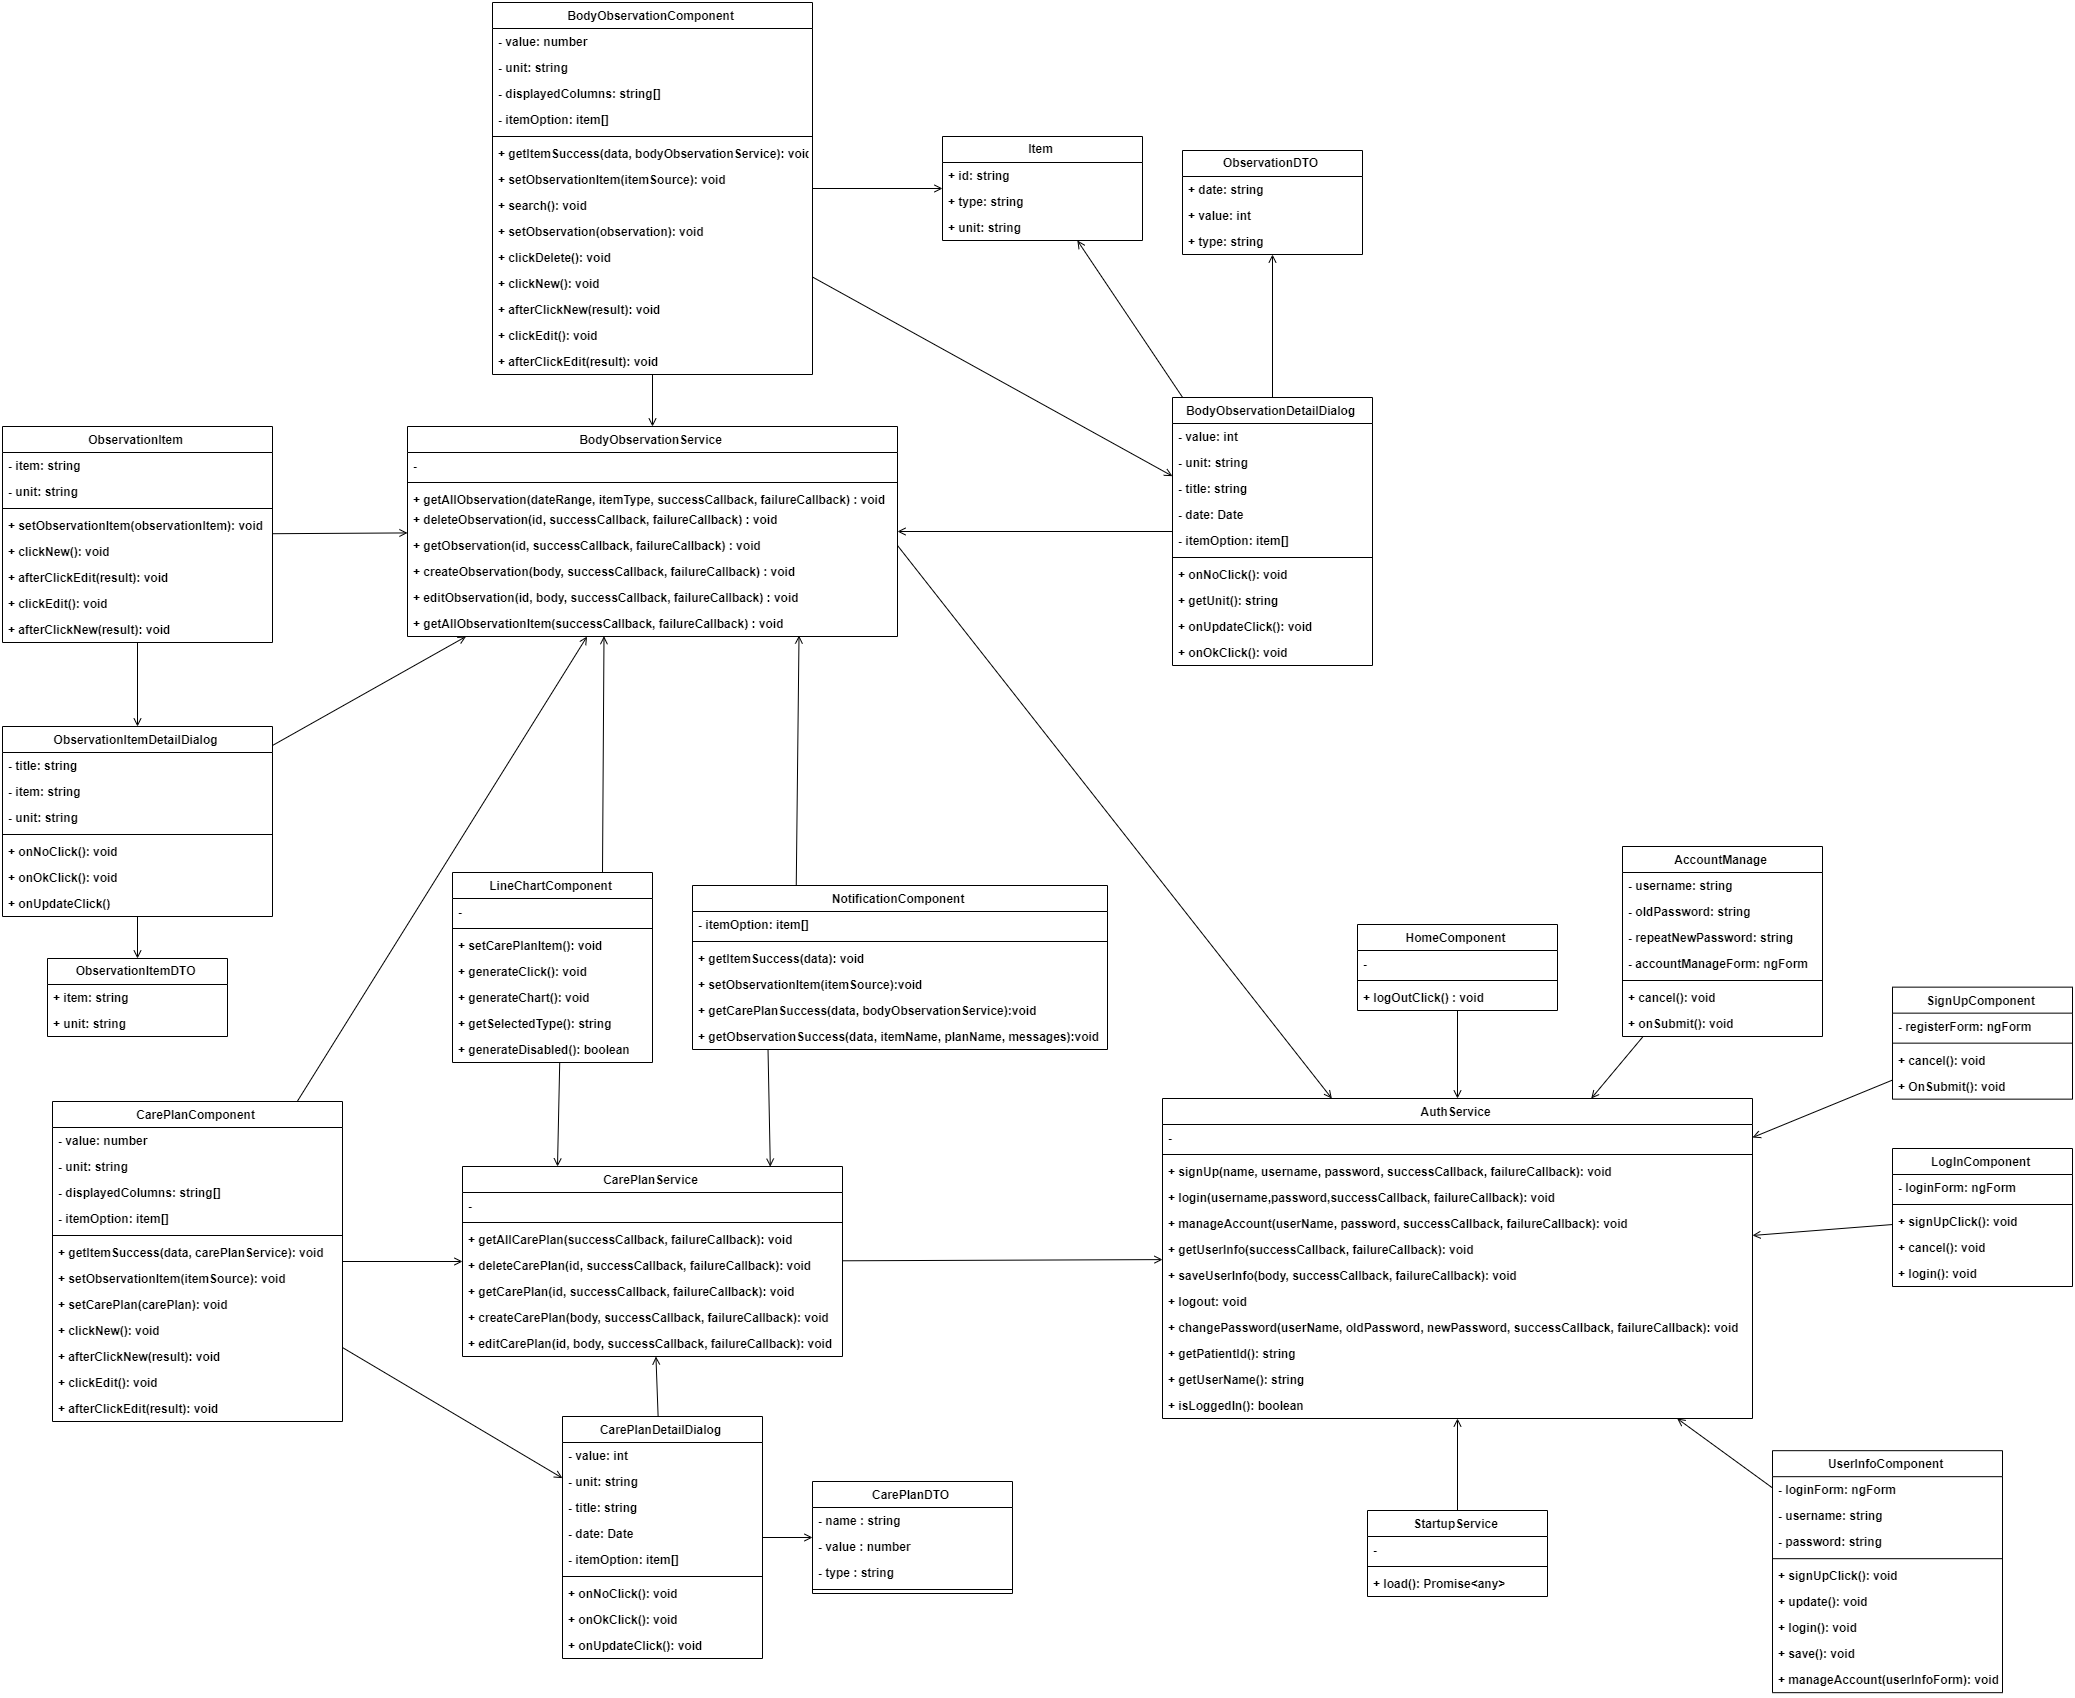 BodyObservationComponent
- value: number
- unit: string
- displayedColumns: string[]
- itemOption: item[]
+ getItemSuccess(data, bodyObservationService): void
+ setObservationItem(itemSource): void
+ search(): void
+ setObservation(observation): void
+ clickDelete(): void
+ clickNew(): void
+ afterClickNew(result): void
+ clickEdit(): void
+ afterClickEdit(result): void
Item
+ id: string
+ type: string
+ unit: string
ObservationDTO
+ date: string
+ value: int
+ type: string
BodyObservationDetailDialog
- value: int
- unit: string
- title: string
- date: Date
- itemOption: item[]
+ onNoClick(): void
+ getUnit(): string
+ onUpdateClick(): void
+ onOkClick(): void
ObservationItem
- item: string
- unit: string
+ setObservationItem(observationItem): void
+ clickNew(): void
+ afterClickEdit(result): void
+ clickEdit(): void
+ afterClickNew(result): void
BodyObservationService
-
+ getAllObservation(dateRange, itemType, successCallback, failureCallback) : void
+ deleteObservation(id, successCallback, failureCallback) : void
+ getObservation(id, successCallback, failureCallback) : void
+ createObservation(body, successCallback, failureCallback) : void
+ editObservation(id, body, successCallback, failureCallback) : void
+ getAllObservationItem(successCallback, failureCallback) : void
ObservationItemDetailDialog
- title: string
- item: string
- unit: string
+ onNoClick(): void
+ onOkClick(): void
+ onUpdateClick()
ObservationItemDTO
+ item: string
+ unit: string
LineChartComponent
-
+ setCarePlanItem(): void
+ generateClick(): void
+ generateChart(): void
+ getSelectedType(): string
+ generateDisabled(): boolean
NotificationComponent
- itemOption: item[]
+ getItemSuccess(data): void
+ setObservationItem(itemSource):void
+ getCarePlanSuccess(data, bodyObservationService):void
+ getObservationSuccess(data, itemName, planName, messages):void
HomeComponent
-
+ logOutClick() : void
AccountManage
- username: string
- oldPassword: string
- repeatNewPassword: string
- accountManageForm: ngForm
+ cancel(): void
+ onSubmit(): void
SignUpComponent
- registerForm: ngForm
+ cancel(): void
+ OnSubmit(): void
CarePlanComponent
- value: number
- unit: string
- displayedColumns: string[]
- itemOption: item[]
+ getItemSuccess(data, carePlanService): void
+ setObservationItem(itemSource): void
+ setCarePlan(carePlan): void
+ clickNew(): void
+ afterClickNew(result): void
+ clickEdit(): void
+ afterClickEdit(result): void
CarePlanService
-
+ getAllCarePlan(successCallback, failureCallback): void
+ deleteCarePlan(id, successCallback, failureCallback): void
+ getCarePlan(id, successCallback, failureCallback): void
+ createCarePlan(body, successCallback, failureCallback): void
+ editCarePlan(id, body, successCallback, failureCallback): void
AuthService
-
+ signUp(name, username, password, successCallback, failureCallback): void
+ login(username,password,successCallback, failureCallback): void
+ manageAccount(userName, password, successCallback, failureCallback): void
+ getUserInfo(successCallback, failureCallback): void
+ saveUserInfo(body, successCallback, failureCallback): void
+ logout: void
+ changePassword(userName, oldPassword, newPassword, successCallback, failureCallback): void
+ getPatientId(): string
+ getUserName(): string
+ isLoggedIn(): boolean
LogInComponent
- loginForm: ngForm
+ signUpClick(): void
+ cancel(): void
+ login(): void
CarePlanDetailDialog
- value: int
- unit: string
- title: string
- date: Date
- itemOption: item[]
+ onNoClick(): void
+ onOkClick(): void
+ onUpdateClick(): void
CarePlanDTO
- name : string
- value : number
- type : string
StartupService
-
+ load(): Promise<any>
UserInfoComponent
- loginForm: ngForm
- username: string
- password: string
+ signUpClick(): void
+ update(): void
+ login(): void
+ save(): void
+ manageAccount(userInfoForm): void